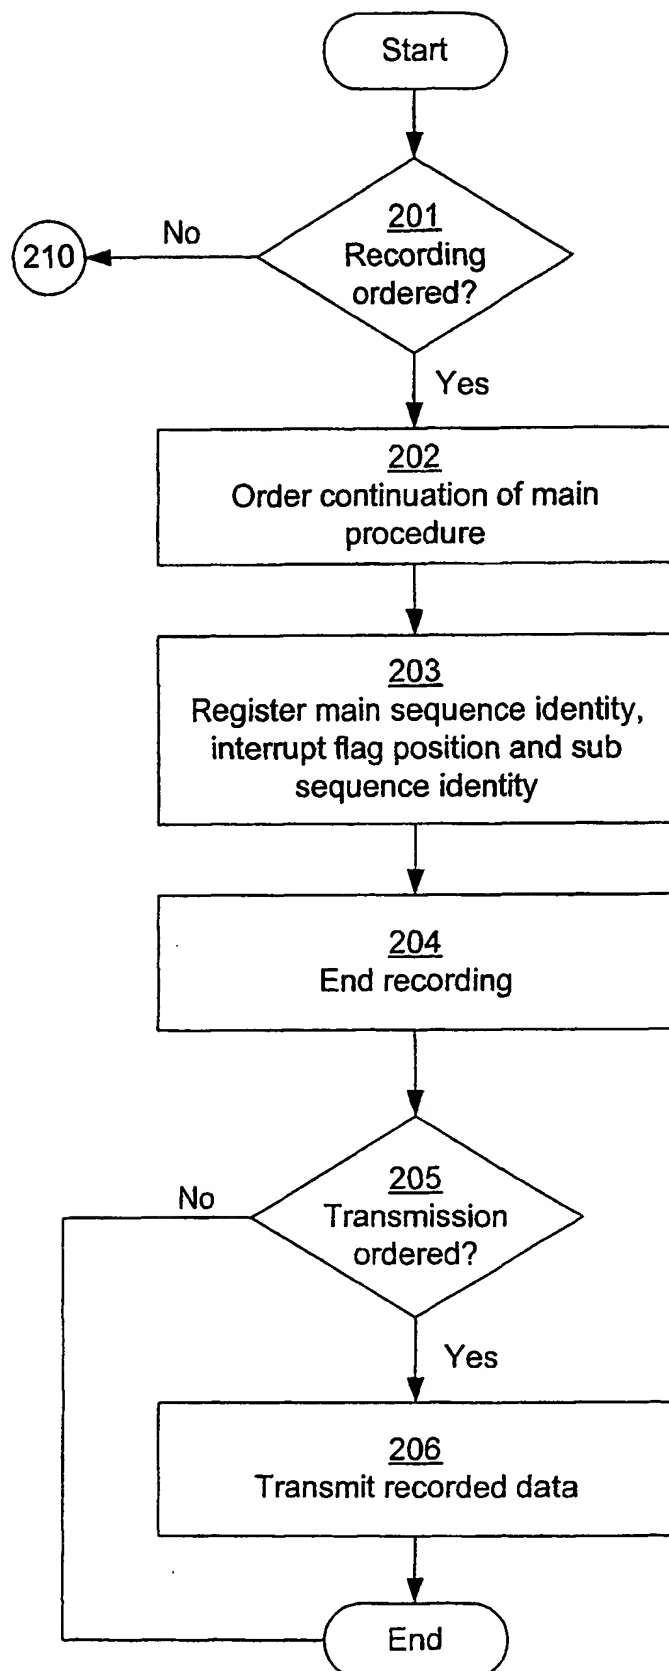 Start
201
Recording
ordered?
No
210
Yes
202
Order continuation of main
procedure
203
Register main sequence identity,
interrupt flag position and sub
sequence identity
204
End recording
205
Transmission
ordered?
No
Yes
206
Transmit recorded data
End